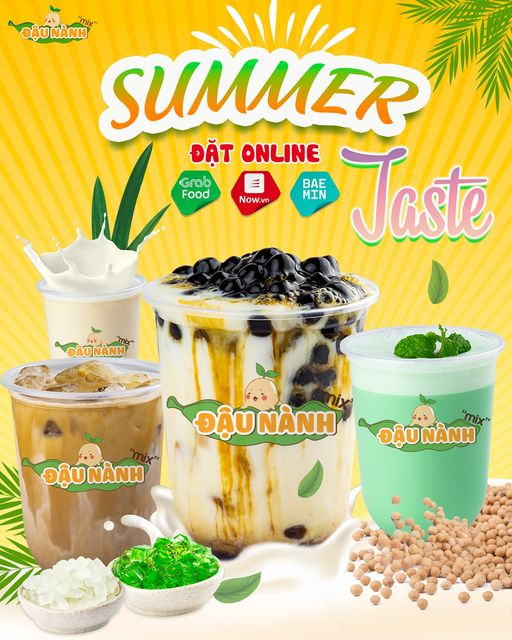 "mix"
ĐẬU NÀNH
SUMMER
Taste
ĐẶT ONLINE
Grab
Food
Now.vn
BAE
MIN
"mix"
ĐẬU NÀNH
"mix"
ĐẬU NÀNH
"mix"
ĐẬU NÀNH
"mix"
ĐẬU NÀNH